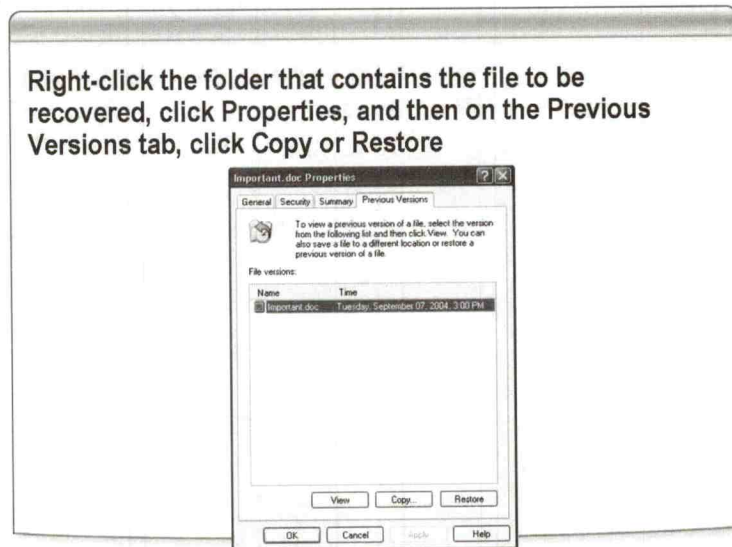 Right-click the folder that contains the file to be
recovered, click Properties, and then on the Previous
Versions tab, click Copy or Restore
Important.doc Properties
General Security Summary Previous Versions
To view a previous version of a file, select the version
from the following list and then click View. You can
also save a file to a different location or restore a
previous version of a file.
File versions:
Name Time
Important.doc Tuesday, September 07, 2004, 3:00 PM
View Copy... Restore
OK Cancel Apply Help